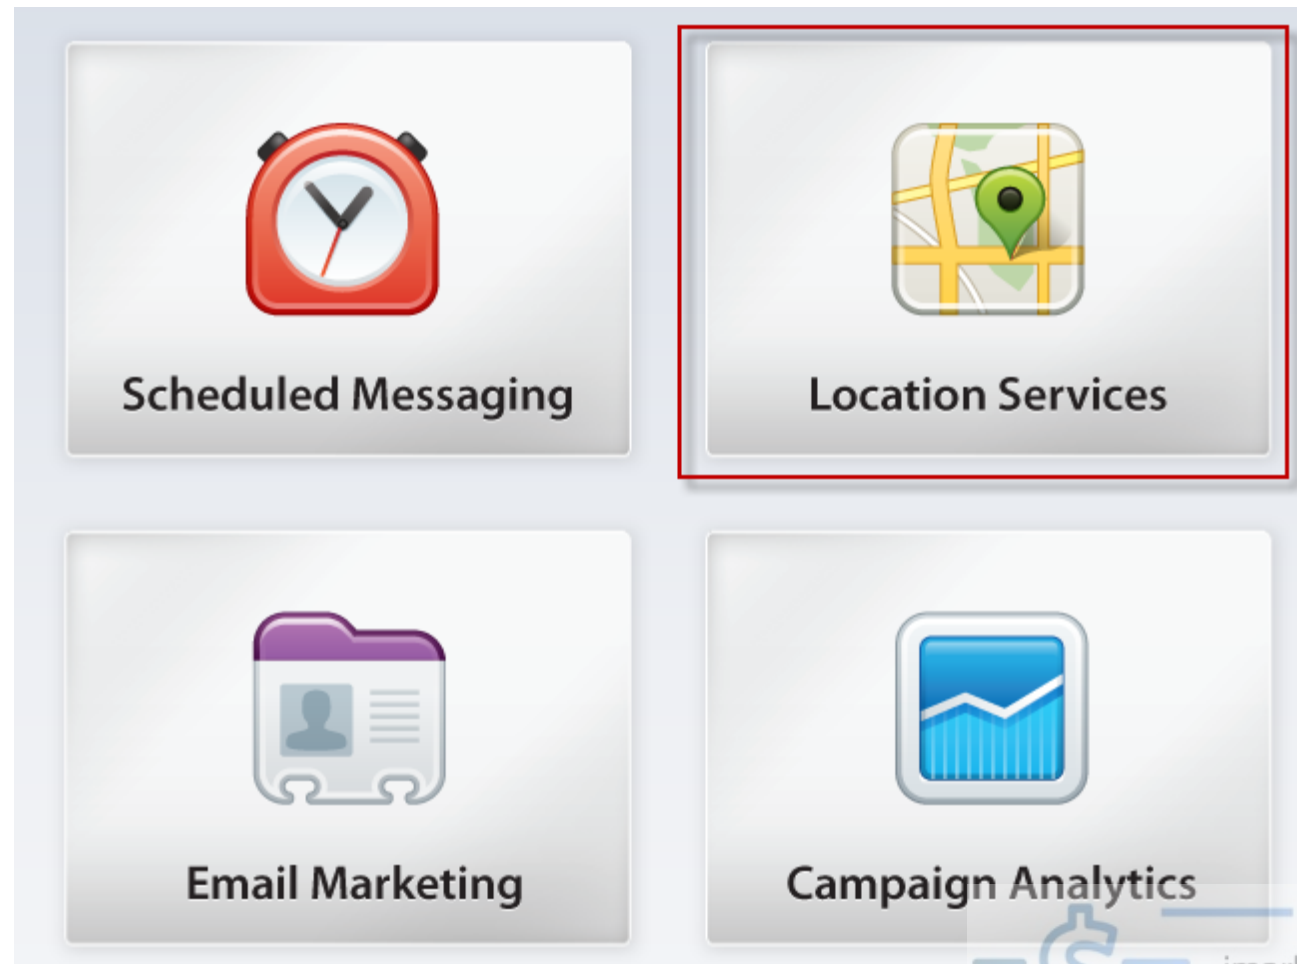 Scheduled Messaging
Location Services
Email Marketing
Campaign Analytics